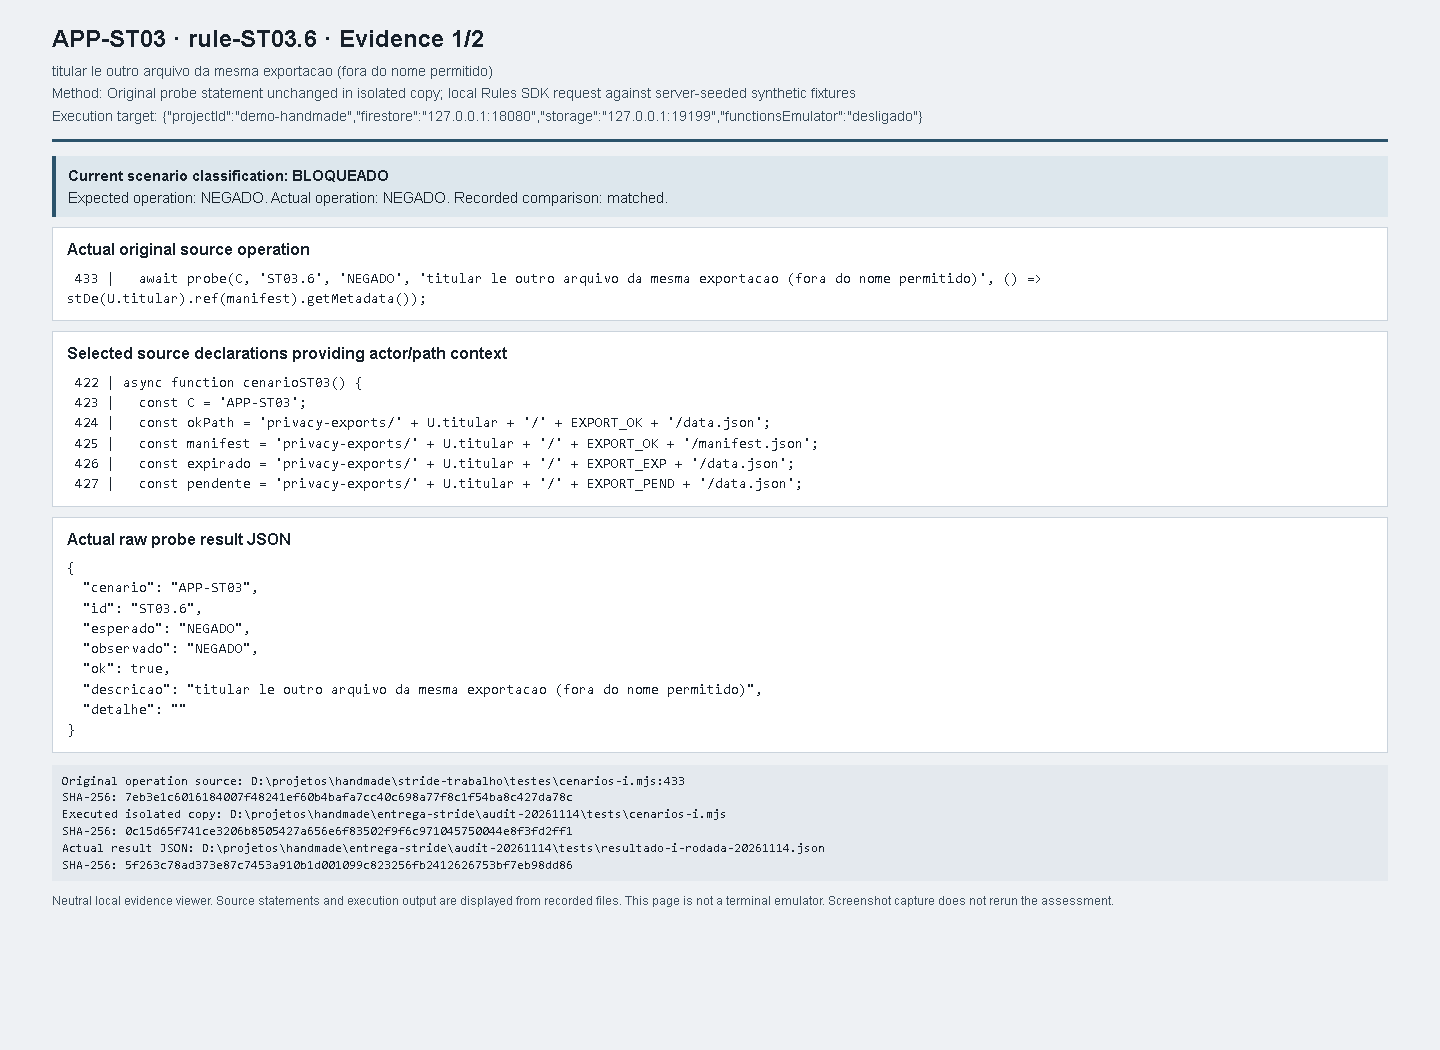 APP-ST03 · rule-ST03.6 · Evidence 1/2
titular le outro arquivo da mesma exportacao (fora do nome permitido)
Method: Original probe statement unchanged in isolated copy; local Rules SDK request against server-seeded synthetic fixtures
Execution target: {"projectId":"demo-handmade","firestore":"127.0.0.1:18080","storage":"127.0.0.1:19199","functionsEmulator":"desligado"}
Current scenario classification: BLOQUEADO
Expected operation: NEGADO. Actual operation: NEGADO. Recorded comparison: matched.
Actual original source operation
433 |   await probe(C, 'ST03.6', 'NEGADO', 'titular le outro arquivo da mesma exportacao (fora do nome permitido)', () =>
stDe(U.titular).ref(manifest).getMetadata());
Selected source declarations providing actor/path context
422 | async function cenarioST03() {
423 |   const C = 'APP-ST03';
424 |   const okPath = 'privacy-exports/' + U.titular + '/' + EXPORT_OK + '/data.json';
425 |   const manifest = 'privacy-exports/' + U.titular + '/' + EXPORT_OK + '/manifest.json';
426 |   const expirado = 'privacy-exports/' + U.titular + '/' + EXPORT_EXP + '/data.json';
427 |   const pendente = 'privacy-exports/' + U.titular + '/' + EXPORT_PEND + '/data.json';
Actual raw probe result JSON
{
  "cenario": "APP-ST03",
  "id": "ST03.6",
  "esperado": "NEGADO",
  "observado": "NEGADO",
  "ok": true,
  "descricao": "titular le outro arquivo da mesma exportacao (fora do nome permitido)",
  "detalhe": ""
}
Original operation source: D:\projetos\handmade\stride-trabalho\testes\cenarios-i.mjs:433
SHA-256: 7eb3e1c6016184007f48241ef60b4bafa7cc40c698a77f8c1f54ba8c427da78c
Executed isolated copy: D:\projetos\handmade\entrega-stride\audit-20261114\tests\cenarios-i.mjs
SHA-256: 0c15d65f741ce3206b8505427a656e6f83502f9f6c971045750044e8f3fd2ff1
Actual result JSON: D:\projetos\handmade\entrega-stride\audit-20261114\tests\resultado-i-rodada-20261114.json
SHA-256: 5f263c78ad373e87c7453a910b1d001099c823256fb2412626753bf7eb98dd86
Neutral local evidence viewer. Source statements and execution output are displayed from recorded files. This page is not a terminal emulator. Screenshot capture does not rerun the assessment.